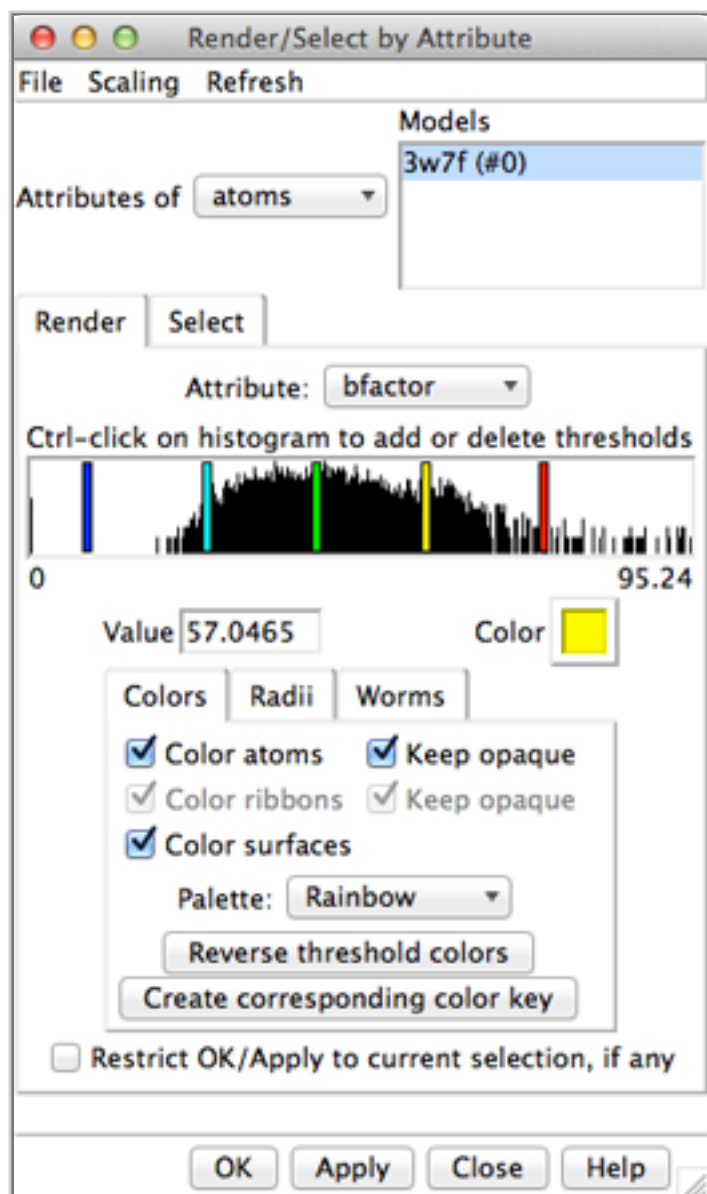 Render/Select by Attribute
File Scaling Refresh
Models
3w7f (#0)
Attributes of atoms
Render Select
Attribute: bfactor
Ctrl-click on histogram to add or delete thresholds
0 95.24
Value 57.0465 Color
Colors Radii Worms
Color atoms Keep opaque
Color ribbons Keep opaque
Color surfaces
Palette: Rainbow
Reverse threshold colors
Create corresponding color key
Restrict OK/Apply to current selection, if any
OK Apply Close Help